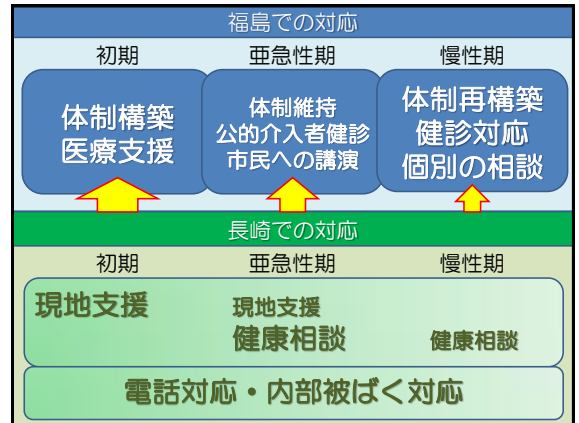 福島での対応
初期 亜急性期 慢性期
体制構築
医療支援
体制維持
公的介入者健診
市民への講演
体制再構築
健診対応
個別の相談
長崎での対応
初期 亜急性期 慢性期
現地支援
現地支援
健康相談
健康相談
電話対応・内部被ばく対応